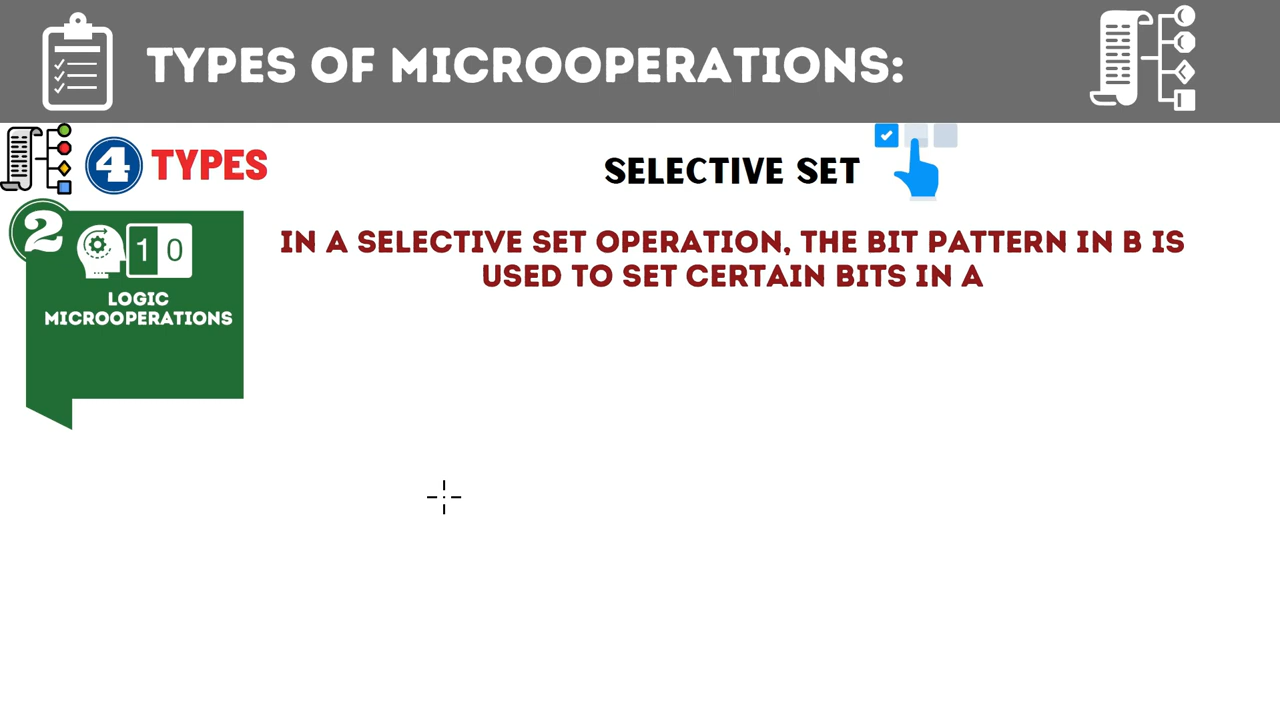 TYPES OF MICROOPERATIONS:
4 TYPES
SELECTIVE SET
2
1 0
LOGIC
MICROOPERATIONS
IN A SELECTIVE SET OPERATION, THE BIT PATTERN IN B IS
USED TO SET CERTAIN BITS IN A